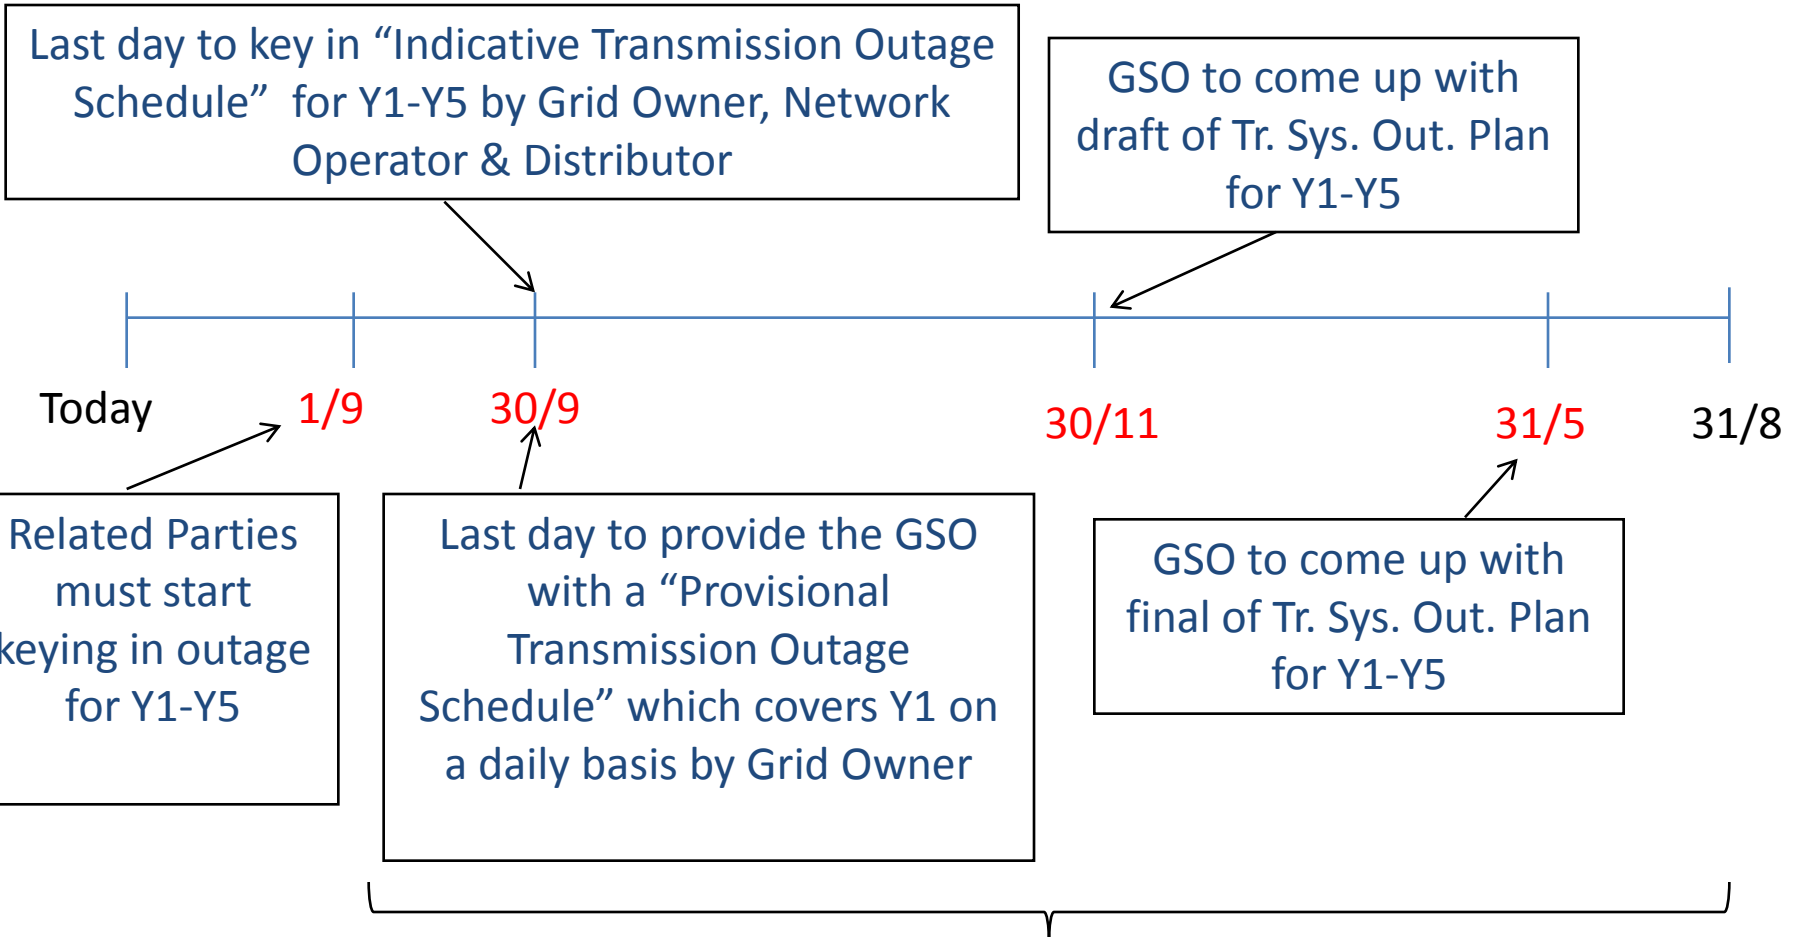 Last day to key in “Indicative Transmission Outage
Schedule”  for Y1-Y5 by Grid Owner, Network
Operator & Distributor
GSO to come up with
draft of Tr. Sys. Out. Plan
for Y1-Y5
Today
1/9
30/9
30/11
31/5
31/8
Related Parties
must start
keying in outage
for Y1-Y5
Last day to provide the GSO
with a “Provisional
Transmission Outage
Schedule” which covers Y1 on
a daily basis by Grid Owner
GSO to come up with
final of Tr. Sys. Out. Plan
for Y1-Y5